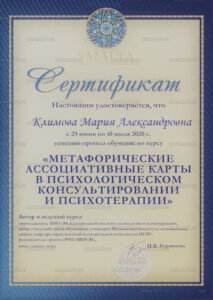 SMALTA
Сертификат
Настоящим удостоверяется, что
Климова Мария Александровна
с 29 июня по 10 июля 2020 г.
успешно прошла обучение по курсу
«МЕТАФОРИЧЕСКИЕ
АССОЦИАТИВНЫЕ КАРТЫ
В ПСИХОЛОГИЧЕСКОМ
КОНСУЛЬТИРОВАНИИ
И ПСИХОТЕРАПИИ»
Автор и ведущий курса: